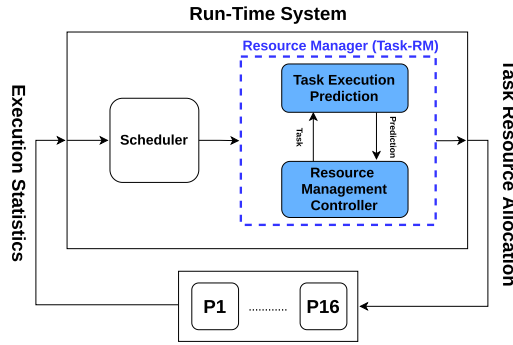 Run-Time System
Resource Manager (Task-RM)
Task Execution
Prediction
Scheduler
Task
Prediction
Resource
Management
Controller
Execution Statistics
Task Resource Allocation
P1
............
P16